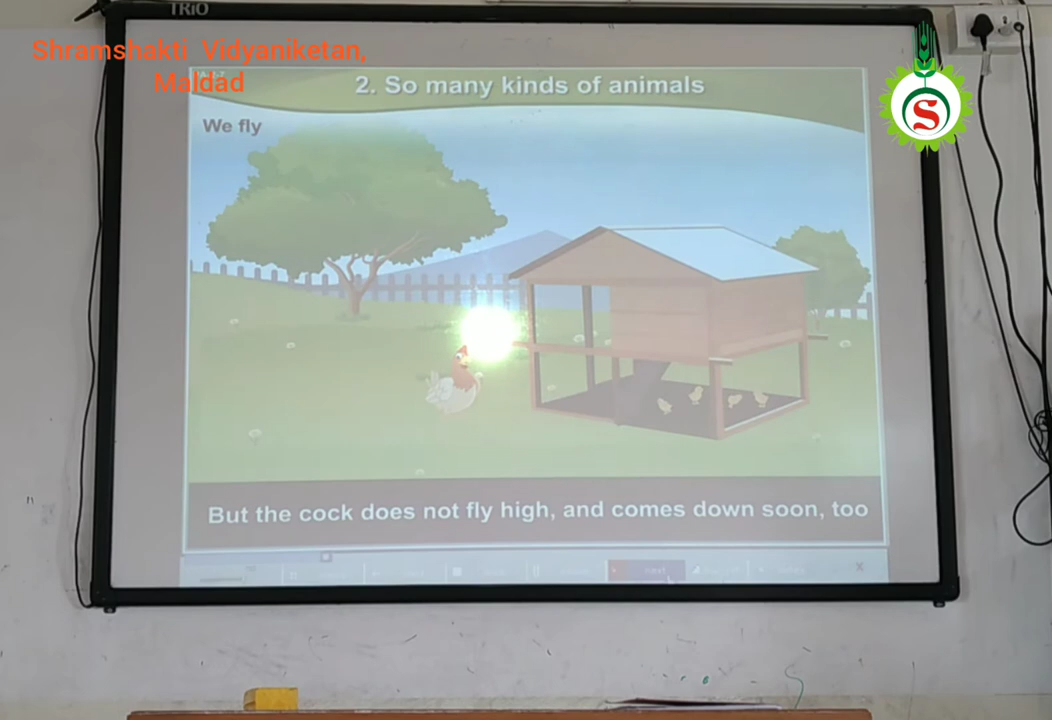 TRiO
Shramshakti Vidyaniketan,
Maldad
2. So many kinds of animals
We fly
S
But the cock does not fly high, and comes down soon, too
next